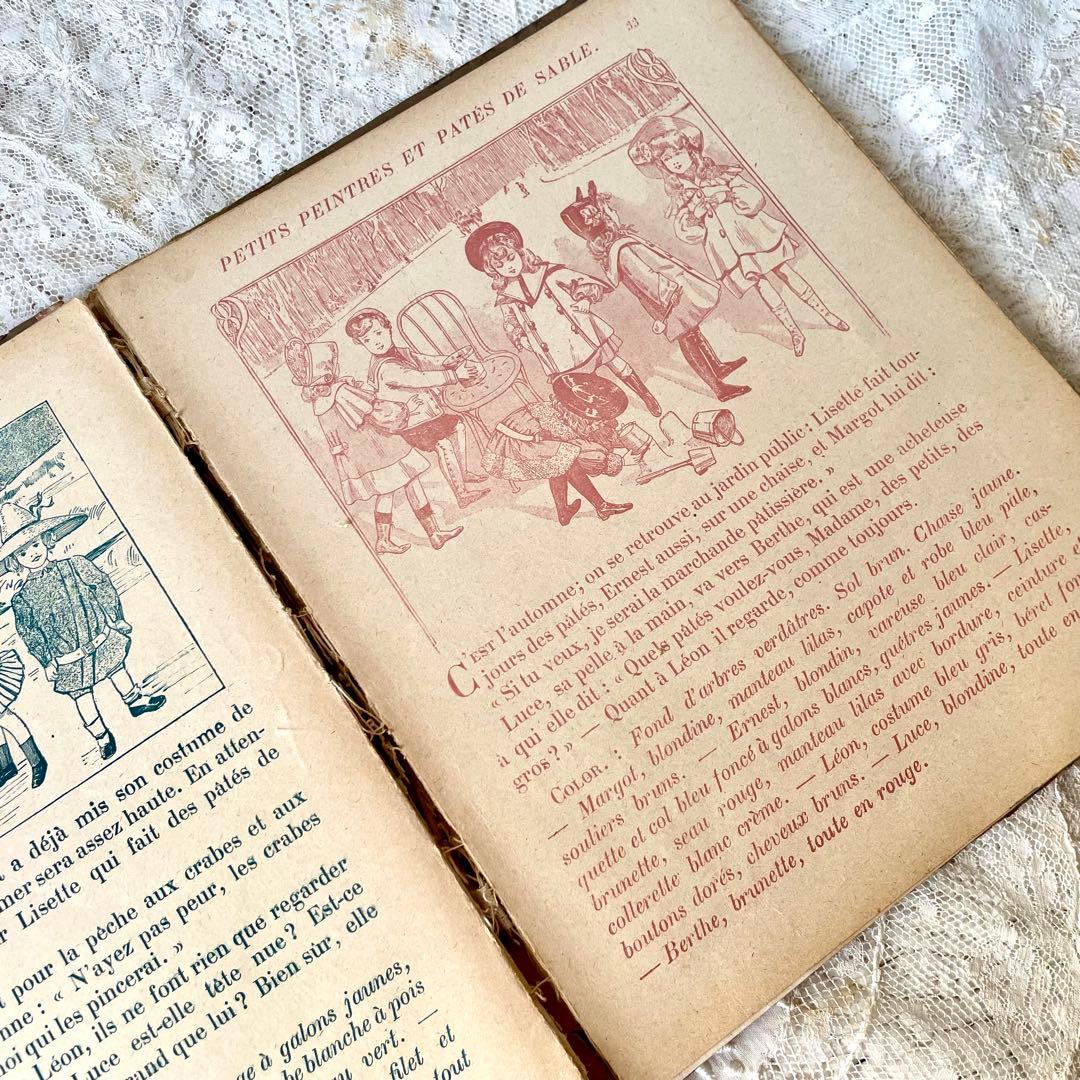 a déjà mis son costume de
mer sera assez haute. En atten-
r Lisette qui fait des pâtés de
pour la pêche aux crabes et aux
nne : « N'ayez pas peur, les crabes
moi qui les pincerai. »
Léon, ils ne font rien que regarder
Luce est-elle tête nue ? Est-ce
rand que lui ? Bien sûr, elle
ge à galons jaunes,
be blanche à pois
au vert. —
filet et
tout
33
PETITS PEINTRES ET PATÉS DE SABLE.
C'EST l'automne ; on se retrouve au jardin public : Lisette fait tou-
jours des pâtés, Ernest aussi, sur une chaise, et Margot lui dit :
« Si tu veux, je serai la marchande pâtissière. »
Luce, sa pelle à la main, va vers Berthe, qui est une acheteuse
à qui elle dit : « Quels pâtés voulez-vous, Madame, des petits, des
gros ? » — Quant à Léon il regarde, comme toujours.
COLOR. : Fond d'arbres verdâtres. Sol brun. Chaise jaune.
— Margot, blondine, manteau lilas, capote et robe bleu pâle,
souliers bruns. — Ernest, blondin, vareuse bleu clair, cas-
quette et col bleu foncé à galons blancs, guêtres jaunes. — Lisette,
brunette, seau rouge, manteau lilas avec bordure, ceinture e
collerette blanc crème. — Léon, costume bleu gris, béret fon
boutons dorés, cheveux bruns. — Luce, blondine, toute en
— Berthe, brunette, toute en rouge.